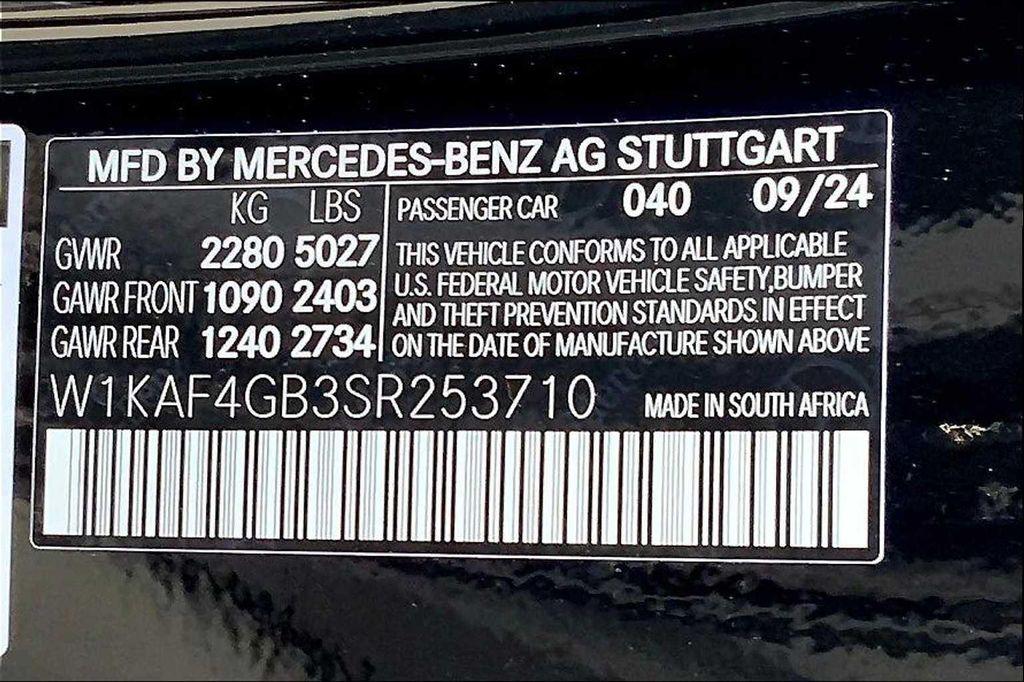 MFD BY MERCEDES-BENZ AG STUTTGART
KG LBS
GVWR 2280 5027
GAWR FRONT 1090 2403
GAWR REAR 1240 2734
PASSENGER CAR 040 09/24
THIS VEHICLE CONFORMS TO ALL APPLICABLE
U.S. FEDERAL MOTOR VEHICLE SAFETY,BUMPER
AND THEFT PREVENTION STANDARDS IN EFFECT
ON THE DATE OF MANUFACTURE SHOWN ABOVE
W1KAF4GB3SR253710
MADE IN SOUTH AFRICA